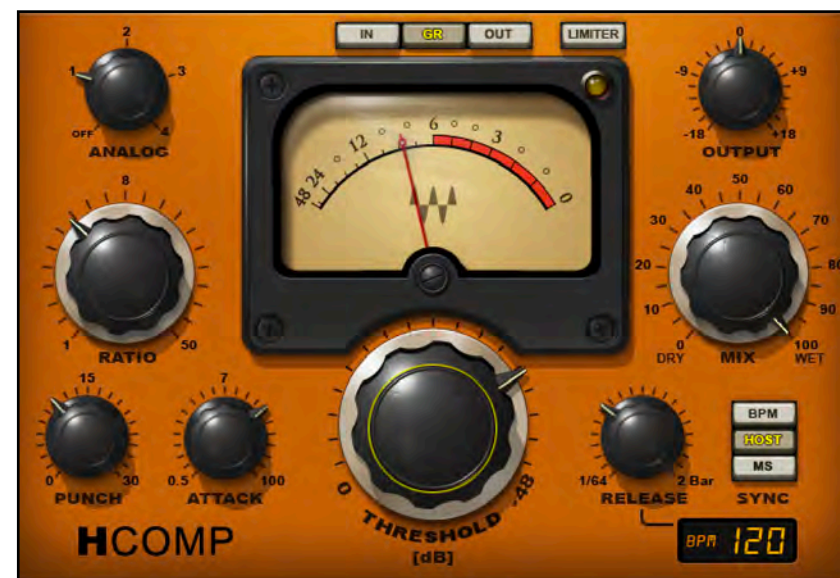 IN GR OUT LIMITER
2
1 3
OFF 4
ANALOG
0
-9 +9
-18 +18
OUTPUT
48 24 12 6 3 0
8
1 50
RATIO
50
40 60
30 70
20 80
10 90
0 100
DRY MIX WET
15
0 30
PUNCH
7
0.5 100
ATTACK
0 -48
THRESHOLD
[dB]
1/64 2 Bar
RELEASE
BPM
HOST
MS
SYNC
BPM 120
HCOMP